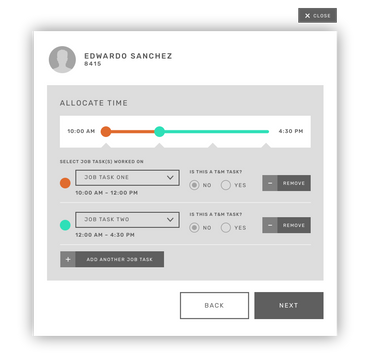 CLOSE
EDWARDO SANCHEZ
8415
ALLOCATE TIME
10:00 AM
4:30 PM
SELECT JOB TASK(S) WORKED ON
JOB TASK ONE
IS THIS A T&M TASK?
NO YES
REMOVE
10:00 AM – 12:00 PM
JOB TASK TWO
IS THIS A T&M TASK?
NO YES
REMOVE
12:00 AM – 4:30 PM
ADD ANOTHER JOB TASK
BACK
NEXT